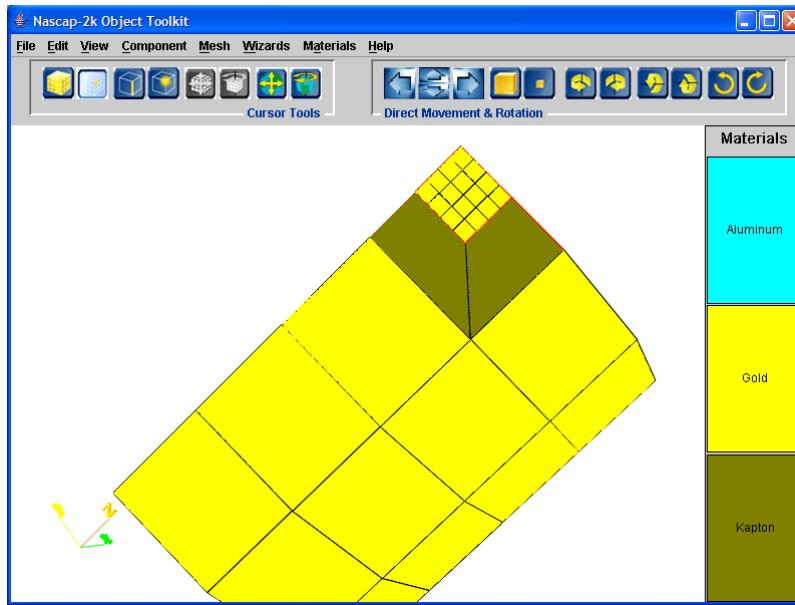 Nascap-2k Object Toolkit
File Edit View Component Mesh Wizards Materials Help
Cursor Tools
Direct Movement & Rotation
Materials
Aluminum
Gold
Kapton